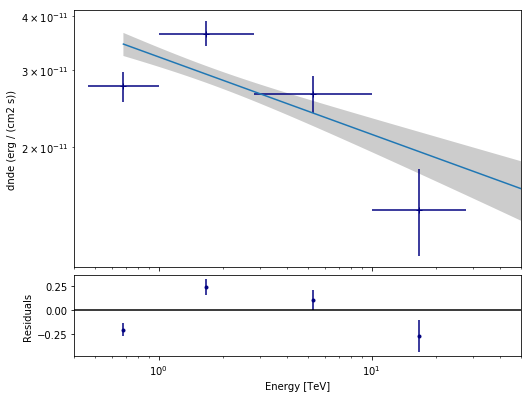 4 × 10⁻¹¹
3 × 10⁻¹¹
2 × 10⁻¹¹
dnde (erg / (cm2 s))
0.25
0.00
−0.25
Residuals
10⁰
10¹
Energy [TeV]